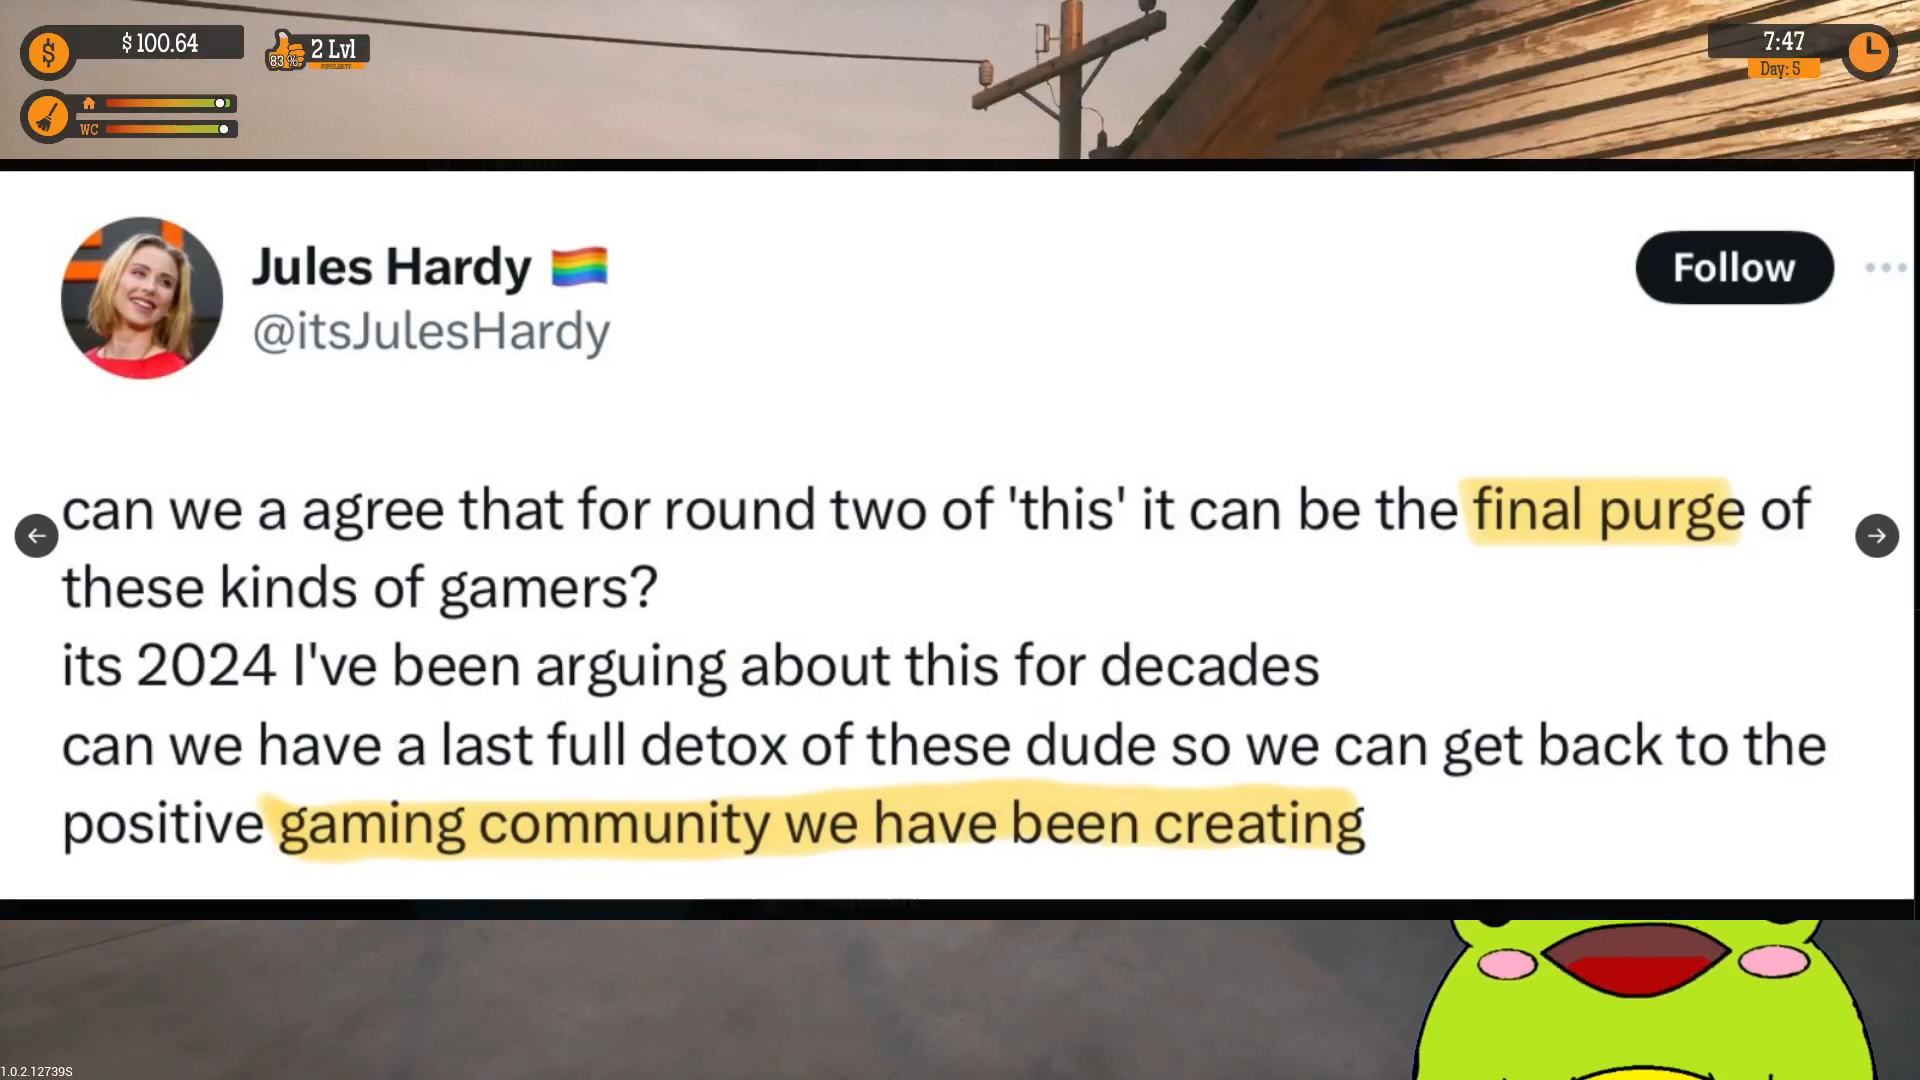 $ 100.64
83%
2 Lvl
POPULARITY
7:47
Day: 5
WC
Jules Hardy
@itsJulesHardy
Follow
can we a agree that for round two of 'this' it can be the final purge of
these kinds of gamers?
its 2024 I've been arguing about this for decades
can we have a last full detox of these dude so we can get back to the
positive gaming community we have been creating
1.0.2.12739S